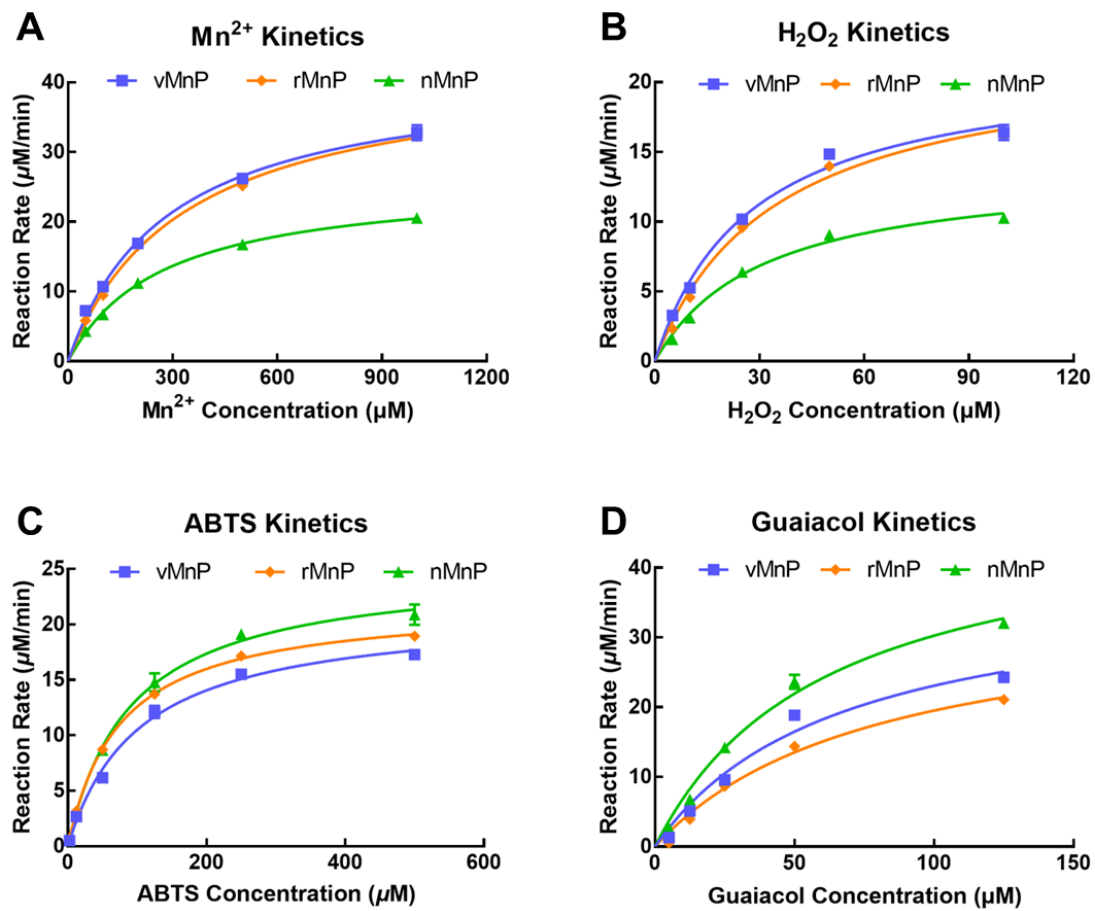 A
Mn²⁺ Kinetics
vMnP rMnP nMnP
Reaction Rate (µM/min)
40
30
20
10
0
0 300 600 900 1200
Mn²⁺ Concentration (µM)
B
H₂O₂ Kinetics
vMnP rMnP nMnP
Reaction Rate (µM/min)
20
15
10
5
0
0 30 60 90 120
H₂O₂ Concentration (µM)
C
ABTS Kinetics
vMnP rMnP nMnP
Reaction Rate (µM/min)
25
20
15
10
5
0
0 200 400 600
ABTS Concentration (µM)
D
Guaiacol Kinetics
vMnP rMnP nMnP
Reaction Rate (µM/min)
40
30
20
10
0
0 50 100 150
Guaiacol Concentration (µM)